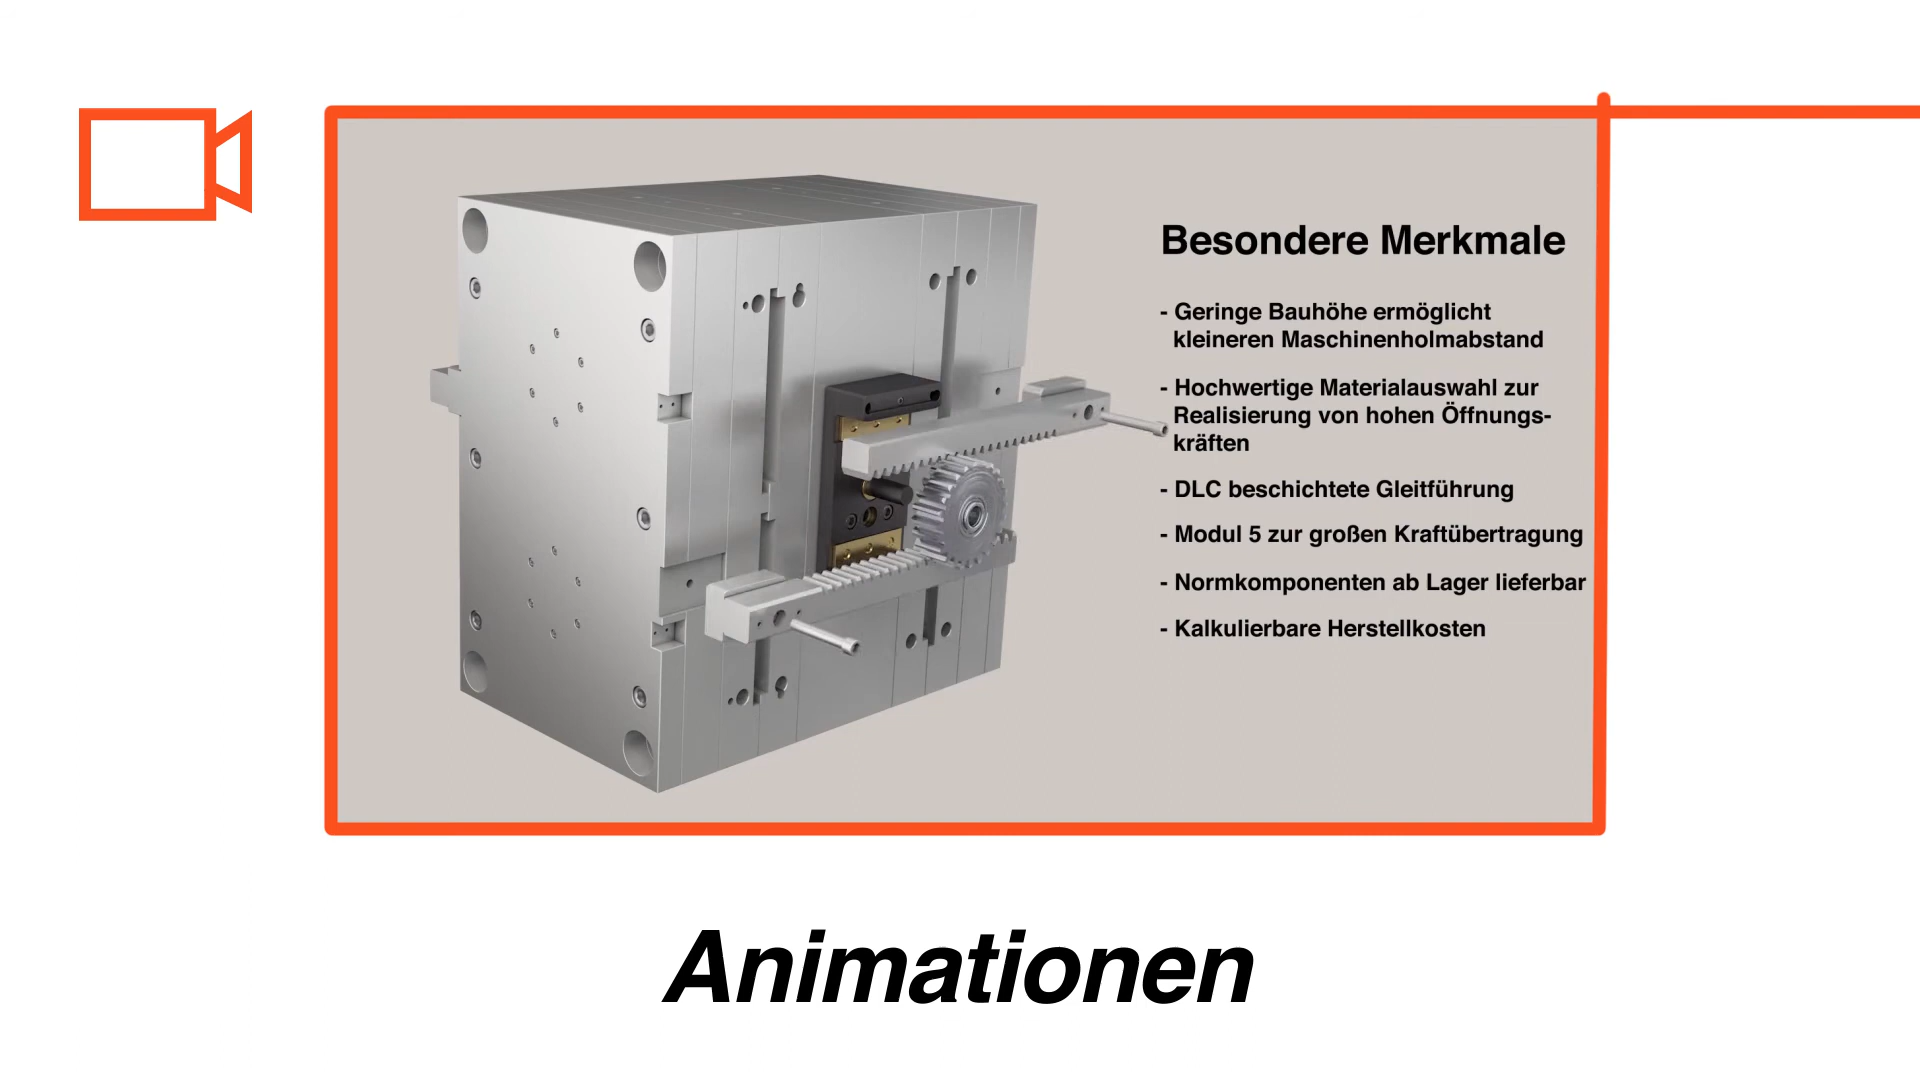 Besondere Merkmale
- Geringe Bauhöhe ermöglicht
kleineren Maschinenholmabstand
- Hochwertige Materialauswahl zur
Realisierung von hohen Öffnungs-
kräften
- DLC beschichtete Gleitführung
- Modul 5 zur großen Kraftübertragung
- Normkomponenten ab Lager lieferbar
- Kalkulierbare Herstellkosten
Animationen